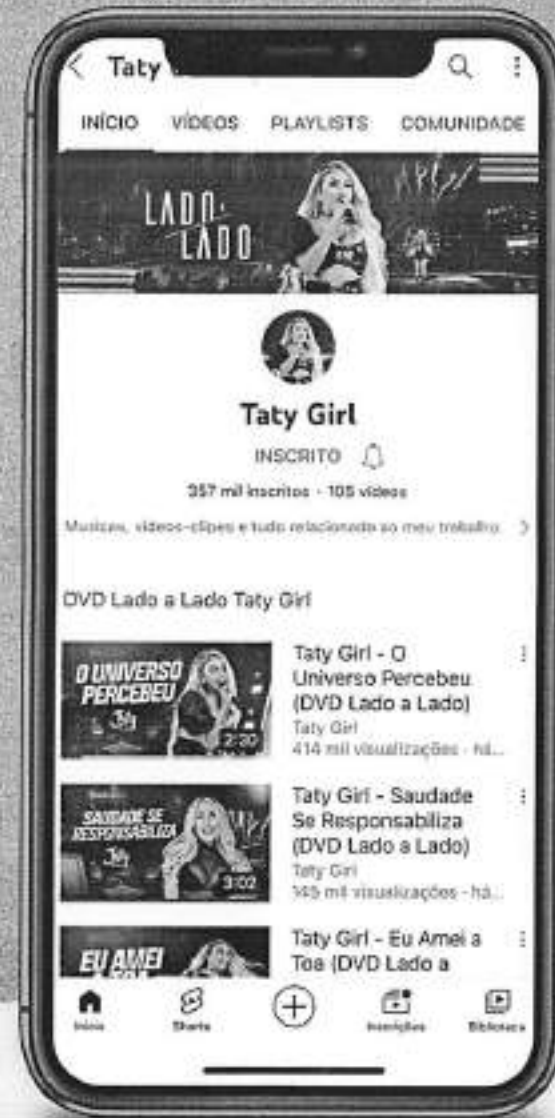 Taty
INÍCIO VÍDEOS PLAYLISTS COMUNIDADE
LADO
LADO
Taty Girl
INSCRITO
357 mil inscritos · 105 vídeos
Musicas, vídeos-clipes e tudo relacionado ao meu trabalho
DVD Lado a Lado Taty Girl
O UNIVERSO
PERCEBEU
2:30
Taty Girl - O
Universo Percebeu
(DVD Lado a Lado)
Taty Girl
414 mil visualizações · há...
SAUDADE SE
RESPONSABILIZA
3:02
Taty Girl - Saudade
Se Responsabiliza
(DVD Lado a Lado)
Taty Girl
145 mil visualizações · há...
EU AMEI
Taty Girl - Eu Amei a
Toa (DVD Lado a
Início Shorts Inscrições Biblioteca